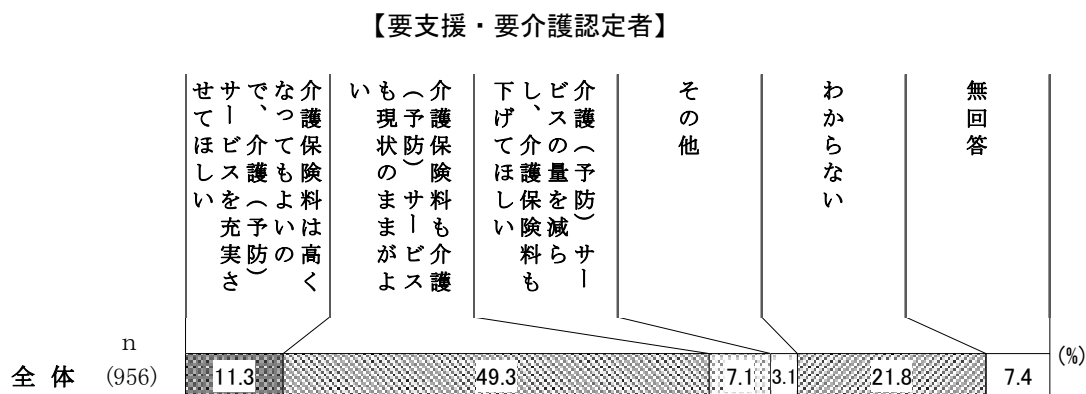 【要支援・要介護認定者】
介護保険料は高く
なってもよいの
で、介護（予防）
サービスを充実さ
せてほしい
介護保険料も介護
（予防）サービス
も現状のままがよ
い
介護（予防）サー
ビスの量を減ら
し、介護保険料も
下げてほしい
その他
わからない
無回答
n
(%)
全 体 (956) 11.3 49.3 7.1 3.1 21.8 7.4